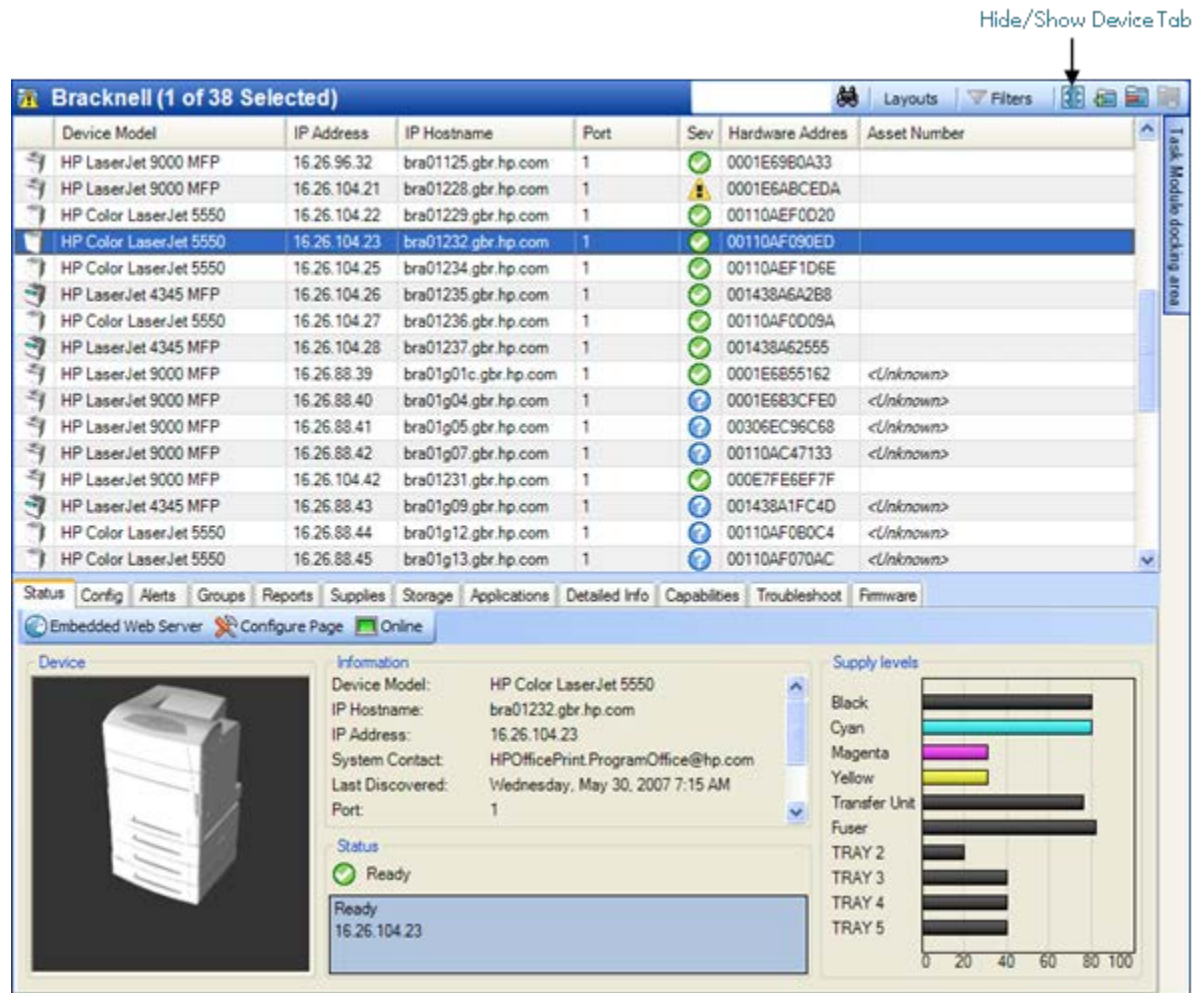 Hide/Show Device Tab
Bracknell (1 of 38 Selected) Layouts Filters
Device Model IP Address IP Hostname Port Sev Hardware Addres Asset Number
HP LaserJet 9000 MFP 16.26.96.32 bra01125.gbr.hp.com 1 0001E69B0A33
HP LaserJet 9000 MFP 16.26.104.21 bra01228.gbr.hp.com 1 0001E6ABCEDA
HP Color LaserJet 5550 16.26.104.22 bra01229.gbr.hp.com 1 00110AEF0D20
HP Color LaserJet 5550 16.26.104.23 bra01232.gbr.hp.com 1 00110AF090ED
HP Color LaserJet 5550 16.26.104.25 bra01234.gbr.hp.com 1 00110AEF1D6E
HP LaserJet 4345 MFP 16.26.104.26 bra01235.gbr.hp.com 1 001438A6A2B8
HP Color LaserJet 5550 16.26.104.27 bra01236.gbr.hp.com 1 00110AF0D09A
HP LaserJet 4345 MFP 16.26.104.28 bra01237.gbr.hp.com 1 001438A62555
HP LaserJet 9000 MFP 16.26.88.39 bra01g01c.gbr.hp.com 1 0001E6B55162 <Unknown>
HP LaserJet 9000 MFP 16.26.88.40 bra01g04.gbr.hp.com 1 0001E6B3CFE0 <Unknown>
HP LaserJet 9000 MFP 16.26.88.41 bra01g05.gbr.hp.com 1 00306EC96C68 <Unknown>
HP LaserJet 9000 MFP 16.26.88.42 bra01g07.gbr.hp.com 1 00110AC47133 <Unknown>
HP LaserJet 9000 MFP 16.26.104.42 bra01231.gbr.hp.com 1 000E7FE6EF7F
HP LaserJet 4345 MFP 16.26.88.43 bra01g09.gbr.hp.com 1 001438A1FC4D <Unknown>
HP Color LaserJet 5550 16.26.88.44 bra01g12.gbr.hp.com 1 00110AF0B0C4 <Unknown>
HP Color LaserJet 5550 16.26.88.45 bra01g13.gbr.hp.com 1 00110AF070AC <Unknown>
Task Module docking area
Status Config Alerts Groups Reports Supplies Storage Applications Detailed Info Capabilities Troubleshoot Firmware
Embedded Web Server Configure Page Online
Device
Information
Device Model: HP Color LaserJet 5550
IP Hostname: bra01232.gbr.hp.com
IP Address: 16.26.104.23
System Contact: HPOfficePrint.ProgramOffice@hp.com
Last Discovered: Wednesday, May 30, 2007 7:15 AM
Port: 1
Status
Ready
Ready
16.26.104.23
Supply levels
Black
Cyan
Magenta
Yellow
Transfer Unit
Fuser
TRAY 2
TRAY 3
TRAY 4
TRAY 5
0 20 40 60 80 100